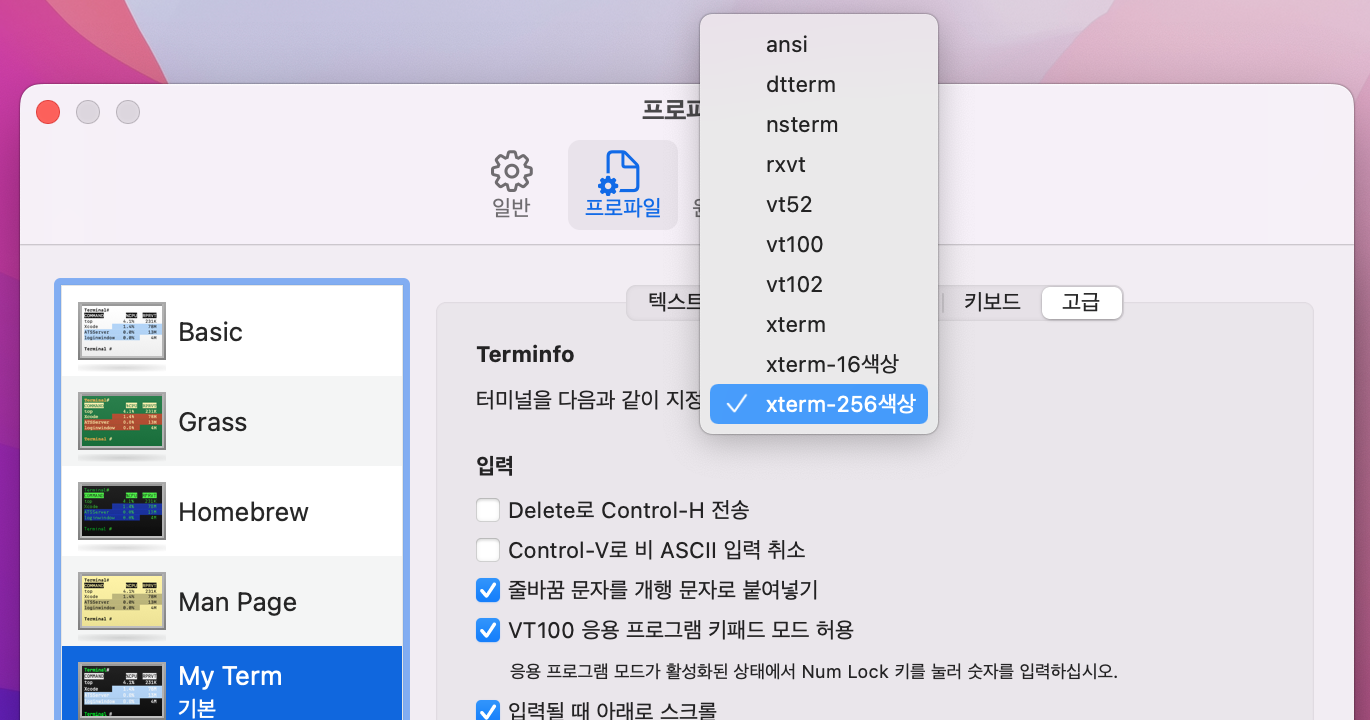 ansi
dtterm
nsterm
rxvt
vt52
vt100
vt102
xterm
xterm-16색상
xterm-256색상
일반
프로파일
텍스트
키보드
고급
Basic
Grass
Homebrew
Man Page
My Term
기본
Terminfo
터미널을 다음과 같이 지정
입력
Delete로 Control-H 전송
Control-V로 비 ASCII 입력 취소
줄바꿈 문자를 개행 문자로 붙여넣기
VT100 응용 프로그램 키패드 모드 허용
응용 프로그램 모드가 활성화된 상태에서 Num Lock 키를 눌러 숫자를 입력하십시오.
입력될 때 아래로 스크롤